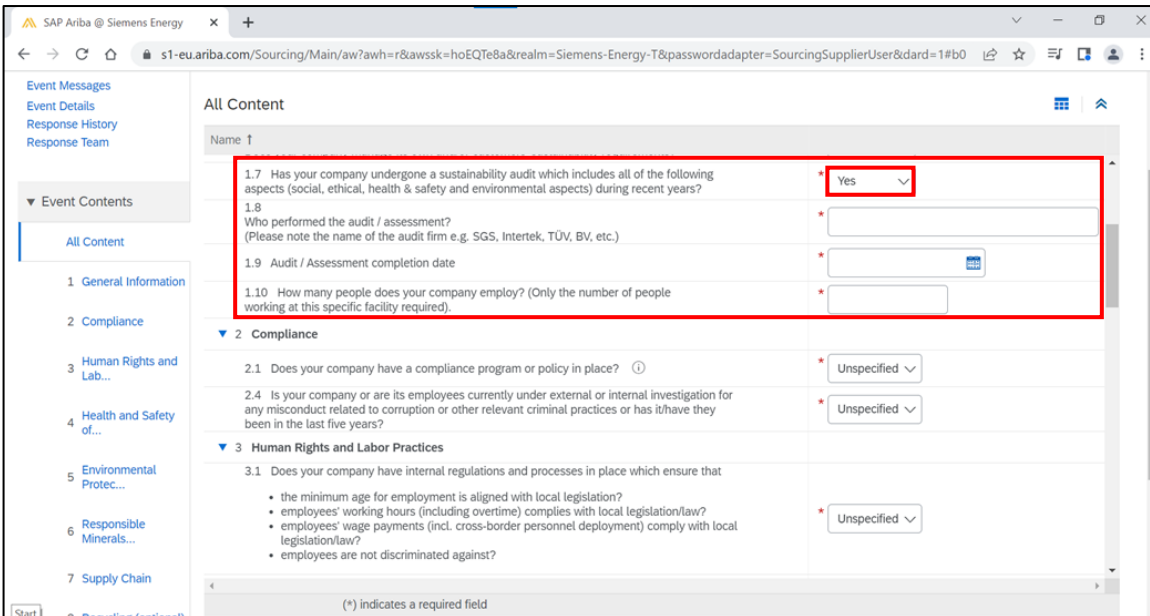 SAP Ariba @ Siemens Energy
s1-eu.ariba.com/Sourcing/Main/aw?awh=r&awssk=hoEQTe8a&realm=Siemens-Energy-T&passwordadapter=SourcingSupplierUser&dard=1#b0
Event Messages
Event Details
Response History
Response Team
▼ Event Contents
All Content
1 General Information
2 Compliance
3 Human Rights and
Lab...
4 Health and Safety
of...
5 Environmental
Protec...
6 Responsible
Minerals...
7 Supply Chain
Start
All Content
Name ↑
1.7 Has your company undergone a sustainability audit which includes all of the following
aspects (social, ethical, health & safety and environmental aspects) during recent years?
* Yes
1.8
Who performed the audit / assessment?
(Please note the name of the audit firm e.g. SGS, Intertek, TÜV, BV, etc.)
*
1.9 Audit / Assessment completion date
*
1.10 How many people does your company employ? (Only the number of people
working at this specific facility required).
*
▼ 2 Compliance
2.1 Does your company have a compliance program or policy in place?
* Unspecified
2.4 Is your company or are its employees currently under external or internal investigation for
any misconduct related to corruption or other relevant criminal practices or has it/have they
been in the last five years?
* Unspecified
▼ 3 Human Rights and Labor Practices
3.1 Does your company have internal regulations and processes in place which ensure that
• the minimum age for employment is aligned with local legislation?
• employees' working hours (including overtime) complies with local legislation/law?
• employees' wage payments (incl. cross-border personnel deployment) comply with local
legislation/law?
• employees are not discriminated against?
* Unspecified
(*) indicates a required field